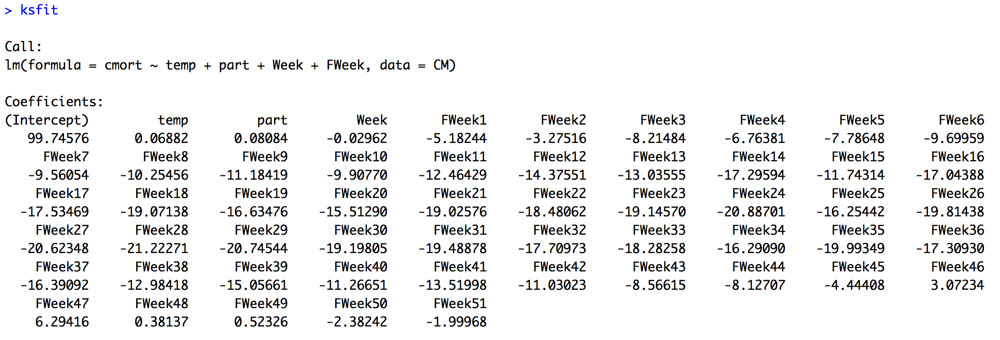 > ksfit
Call:
lm(formula = cmort ~ temp + part + Week + FWeek, data = CM)
Coefficients:
(Intercept) temp part Week FWeek1 FWeek2 FWeek3 FWeek4 FWeek5 FWeek6
99.74576 0.06882 0.08084 -0.02962 -5.18244 -3.27516 -8.21484 -6.76381 -7.78648 -9.69959
FWeek7 FWeek8 FWeek9 FWeek10 FWeek11 FWeek12 FWeek13 FWeek14 FWeek15 FWeek16
-9.56054 -10.25456 -11.18419 -9.90770 -12.46429 -14.37551 -13.03555 -17.29594 -11.74314 -17.04388
FWeek17 FWeek18 FWeek19 FWeek20 FWeek21 FWeek22 FWeek23 FWeek24 FWeek25 FWeek26
-17.53469 -19.07138 -16.63476 -15.51290 -19.02576 -18.48062 -19.14570 -20.88701 -16.25442 -19.81438
FWeek27 FWeek28 FWeek29 FWeek30 FWeek31 FWeek32 FWeek33 FWeek34 FWeek35 FWeek36
-20.62348 -21.22271 -20.74544 -19.19805 -19.48878 -17.70973 -18.28258 -16.29090 -19.99349 -17.30930
FWeek37 FWeek38 FWeek39 FWeek40 FWeek41 FWeek42 FWeek43 FWeek44 FWeek45 FWeek46
-16.39092 -12.98418 -15.05661 -11.26651 -13.51998 -11.03023 -8.56615 -8.12707 -4.44408 3.07234
FWeek47 FWeek48 FWeek49 FWeek50 FWeek51
6.29416 0.38137 0.52326 -2.38242 -1.99968